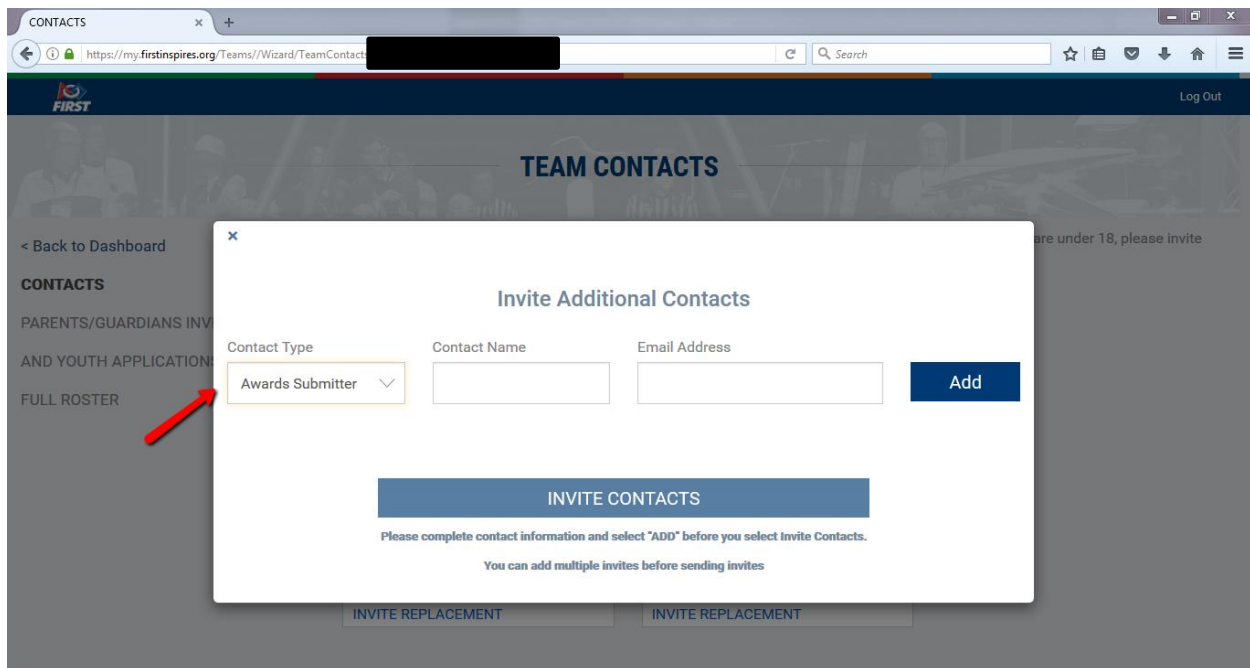 CONTACTS
https://my.firstinspires.org/Teams//Wizard/TeamContact
Search
FIRST
Log Out
TEAM CONTACTS
< Back to Dashboard
are under 18, please invite
CONTACTS
PARENTS/GUARDIANS INV
AND YOUTH APPLICATION
FULL ROSTER
Invite Additional Contacts
Contact Type Contact Name Email Address
Awards Submitter
Add
INVITE CONTACTS
Please complete contact information and select "ADD" before you select Invite Contacts.
You can add multiple invites before sending invites
INVITE REPLACEMENT INVITE REPLACEMENT